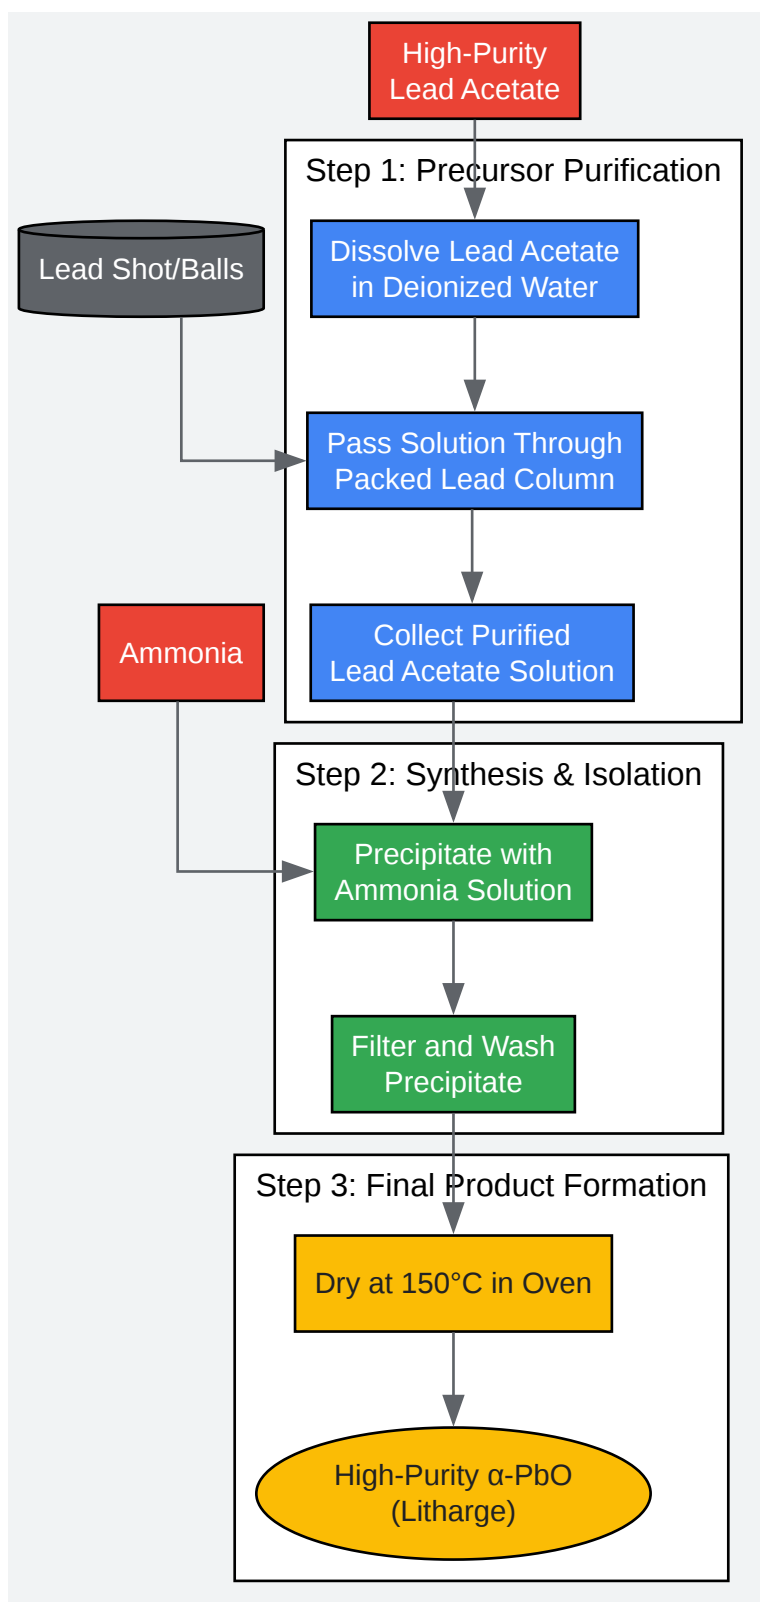 High-Purity
Lead Acetate
Step 1: Precursor Purification
Dissolve Lead Acetate
in Deionized Water
Lead Shot/Balls
Pass Solution Through
Packed Lead Column
Collect Purified
Lead Acetate Solution
Ammonia
Step 2: Synthesis & Isolation
Precipitate with
Ammonia Solution
Filter and Wash
Precipitate
Step 3: Final Product Formation
Dry at 150°C in Oven
High-Purity α-PbO
(Litharge)